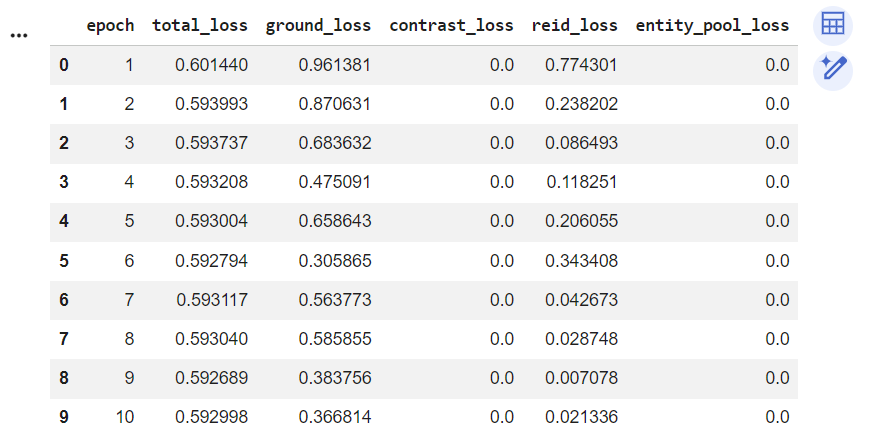 ... epoch total_loss ground_loss contrast_loss reid_loss entity_pool_loss
0 1 0.601440 0.961381 0.0 0.774301 0.0
1 2 0.593993 0.870631 0.0 0.238202 0.0
2 3 0.593737 0.683632 0.0 0.086493 0.0
3 4 0.593208 0.475091 0.0 0.118251 0.0
4 5 0.593004 0.658643 0.0 0.206055 0.0
5 6 0.592794 0.305865 0.0 0.343408 0.0
6 7 0.593117 0.563773 0.0 0.042673 0.0
7 8 0.593040 0.585855 0.0 0.028748 0.0
8 9 0.592689 0.383756 0.0 0.007078 0.0
9 10 0.592998 0.366814 0.0 0.021336 0.0